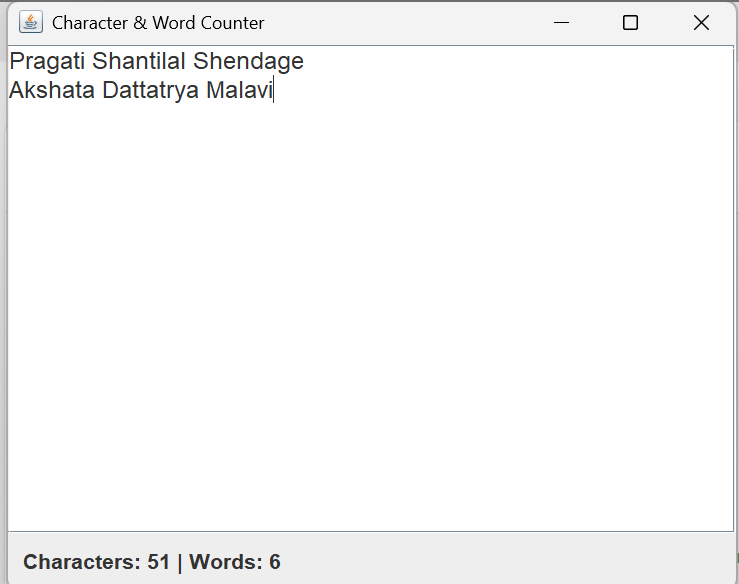 Character & Word Counter
Pragati Shantilal Shendage
Akshata Dattatrya Malavi
Characters: 51 | Words: 6